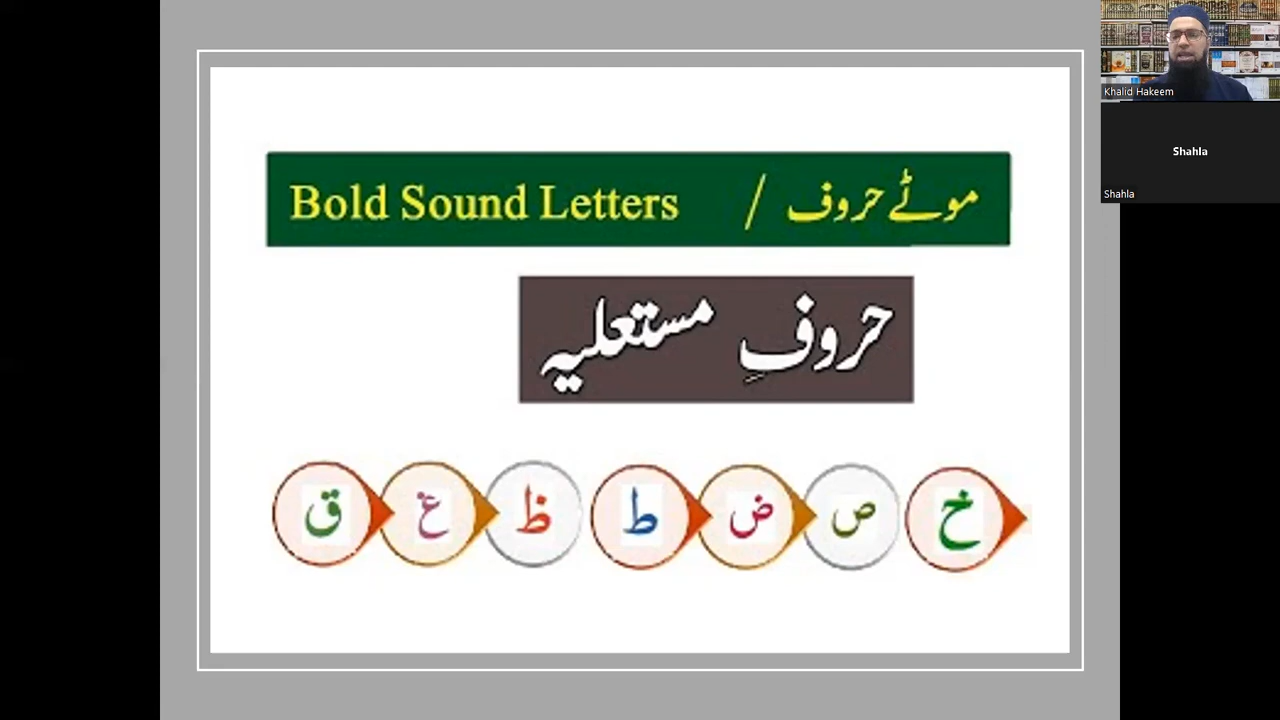 Bold Sound Letters / موٹے حروف
حروفِ مستعلیہ
خ ص ض ط ظ غ ق
Khalid Hakeem
Shahla
Shahla